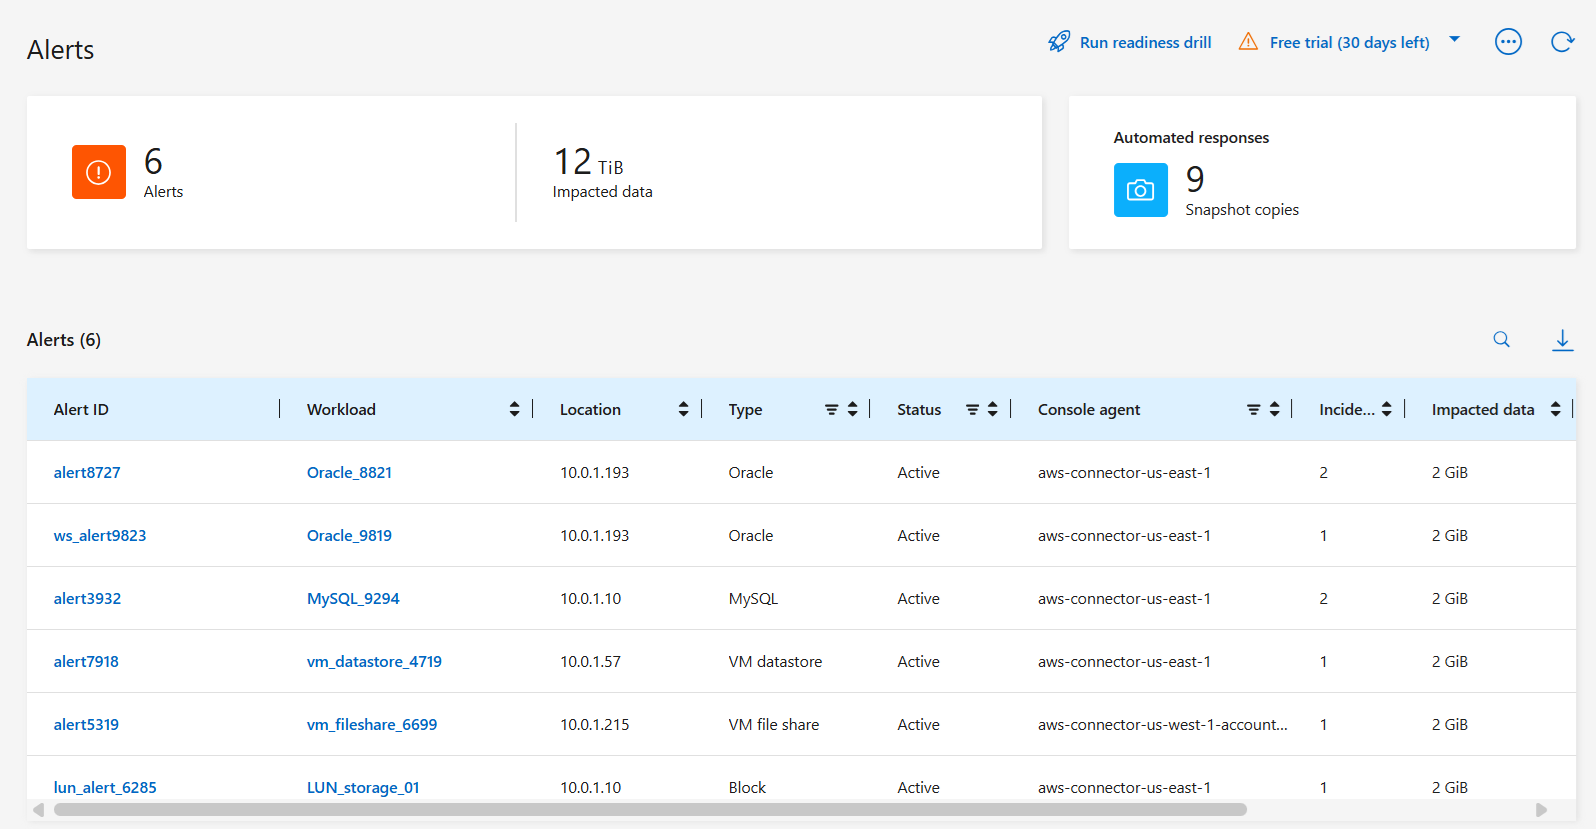 Alerts
Run readiness drill
Free trial (30 days left)
6
Alerts
12 TiB
Impacted data
Automated responses
9
Snapshot copies
Alerts (6)
Alert ID Workload Location Type Status Console agent Incide... Impacted data
alert8727 Oracle_8821 10.0.1.193 Oracle Active aws-connector-us-east-1 2 2 GiB
ws_alert9823 Oracle_9819 10.0.1.193 Oracle Active aws-connector-us-east-1 1 2 GiB
alert3932 MySQL_9294 10.0.1.10 MySQL Active aws-connector-us-east-1 2 2 GiB
alert7918 vm_datastore_4719 10.0.1.57 VM datastore Active aws-connector-us-east-1 1 2 GiB
alert5319 vm_fileshare_6699 10.0.1.215 VM file share Active aws-connector-us-west-1-account... 1 2 GiB
lun_alert_6285 LUN_storage_01 10.0.1.10 Block Active aws-connector-us-east-1 1 2 GiB